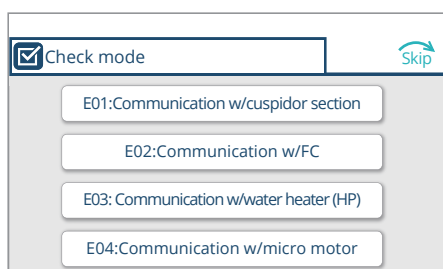 Check mode
Skip
E01:Communication w/cuspidor section
E02:Communication w/FC
E03: Communication w/water heater (HP)
E04:Communication w/micro motor